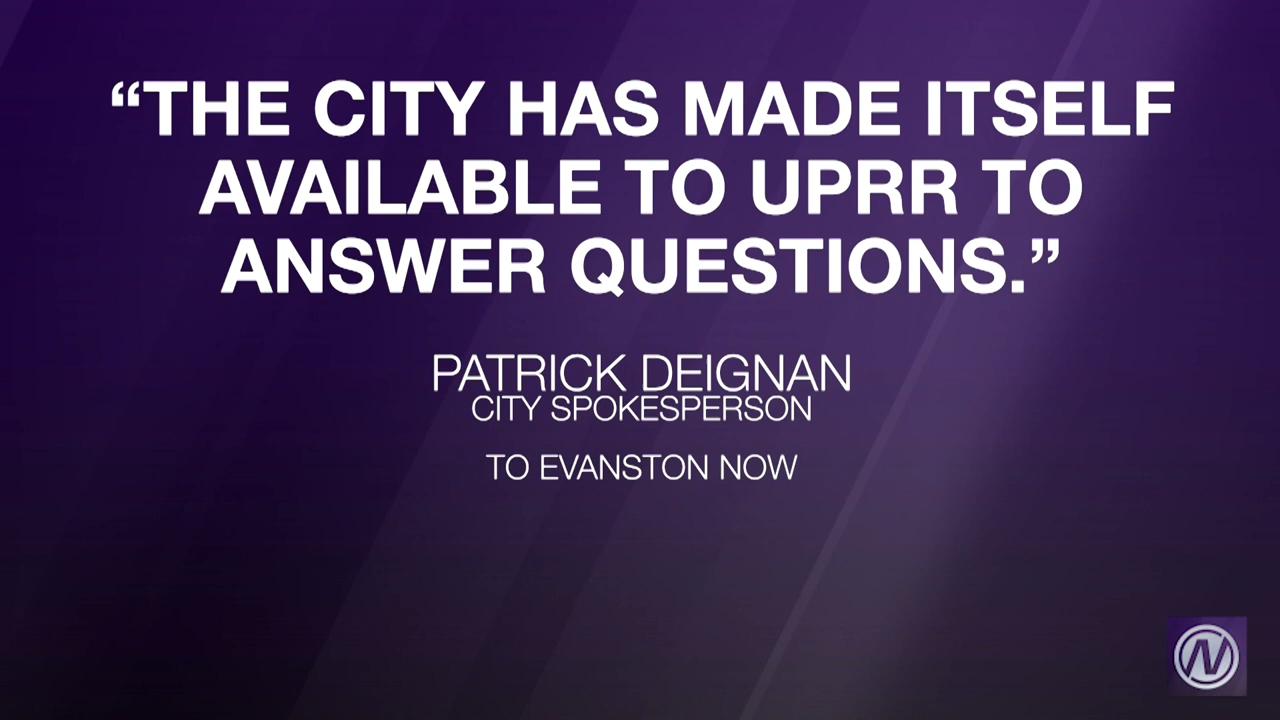 “THE CITY HAS MADE ITSELF
AVAILABLE TO UPRR TO
ANSWER QUESTIONS.”
PATRICK DEIGNAN
CITY SPOKESPERSON
TO EVANSTON NOW
N